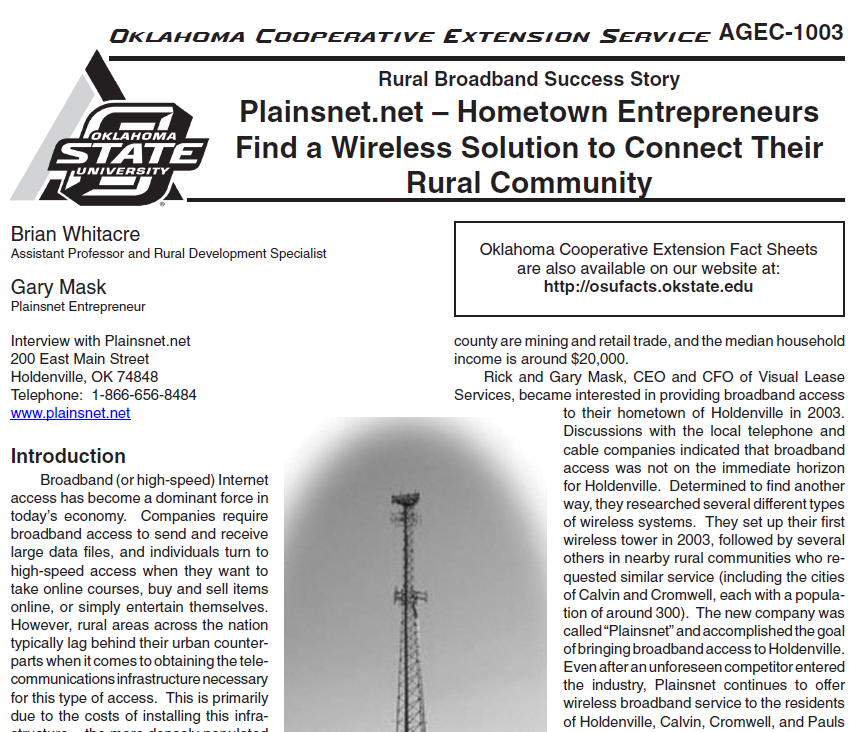 OKLAHOMA COOPERATIVE EXTENSION SERVICE AGEC-1003
Rural Broadband Success Story
Plainsnet.net – Hometown Entrepreneurs
Find a Wireless Solution to Connect Their
Rural Community
OKLAHOMA
STATE
UNIVERSITY
®
Brian Whitacre
Assistant Professor and Rural Development Specialist
Gary Mask
Plainsnet Entrepreneur
Interview with Plainsnet.net
200 East Main Street
Holdenville, OK 74848
Telephone: 1-866-656-8484
www.plainsnet.net
Introduction
Broadband (or high-speed) Internet
access has become a dominant force in
today's economy. Companies require
broadband access to send and receive
large data files, and individuals turn to
high-speed access when they want to
take online courses, buy and sell items
online, or simply entertain themselves.
However, rural areas across the nation
typically lag behind their urban counter-
parts when it comes to obtaining the tele-
communications infrastructure necessary
for this type of access. This is primarily
due to the costs of installing this infra-
structure – the more densely populated
Oklahoma Cooperative Extension Fact Sheets
are also available on our website at:
http://osufacts.okstate.edu
county are mining and retail trade, and the median household
income is around $20,000.
Rick and Gary Mask, CEO and CFO of Visual Lease
Services, became interested in providing broadband access
to their hometown of Holdenville in 2003.
Discussions with the local telephone and
cable companies indicated that broadband
access was not on the immediate horizon
for Holdenville. Determined to find another
way, they researched several different types
of wireless systems. They set up their first
wireless tower in 2003, followed by several
others in nearby rural communities who re-
quested similar service (including the cities
of Calvin and Cromwell, each with a popula-
tion of around 300). The new company was
called "Plainsnet" and accomplished the goal
of bringing broadband access to Holdenville.
Even after an unforeseen competitor entered
the industry, Plainsnet continues to offer
wireless broadband service to the residents
of Holdenville, Calvin, Cromwell, and Pauls